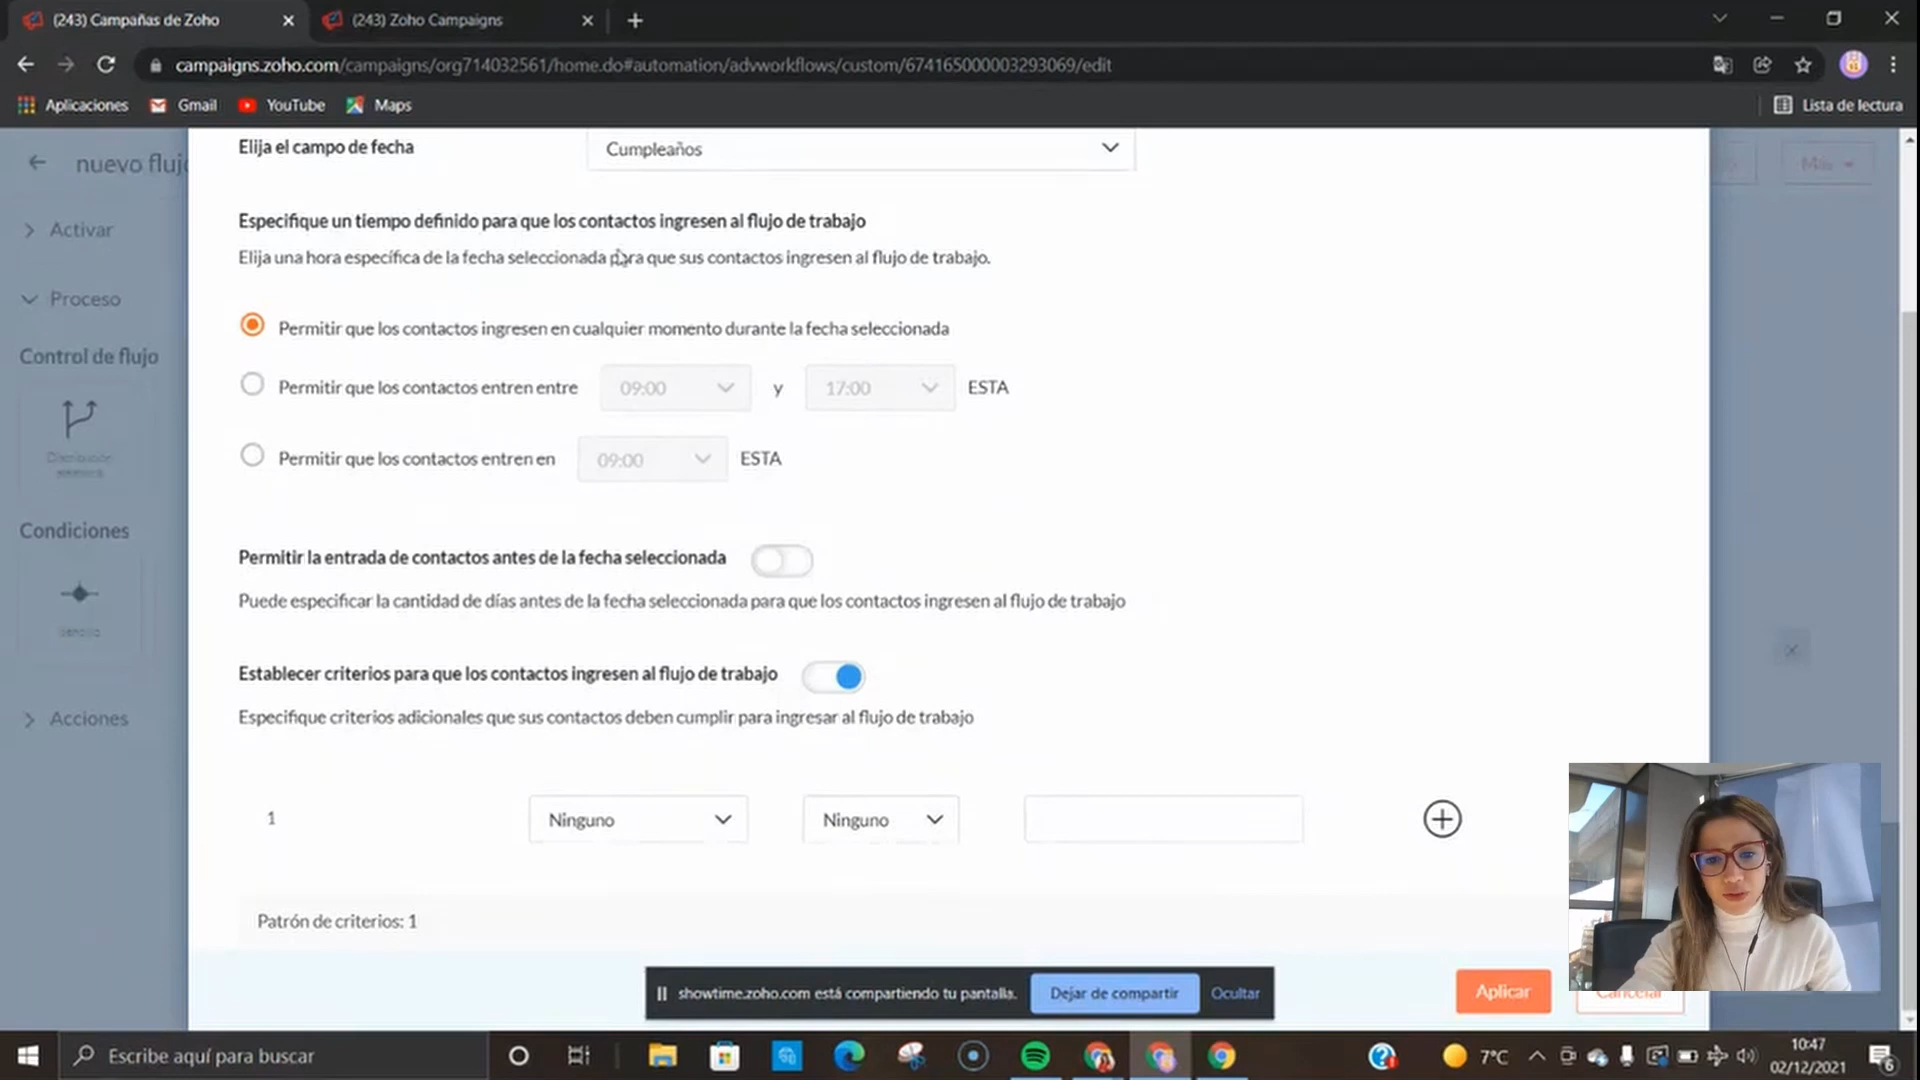 (243) Campañas de Zoho
(243) Zoho Campaigns
campaigns.zoho.com/campaigns/org714032561/home.do#automation/advworkflows/custom/674165000003293069/edit
Aplicaciones
Gmail
YouTube
Maps
Lista de lectura
nuevo flujo
Más
Activar
Proceso
Control de flujo
Condiciones
Acciones
Elija el campo de fecha
Cumpleaños
Especifique un tiempo definido para que los contactos ingresen al flujo de trabajo
Elija una hora específica de la fecha seleccionada para que sus contactos ingresen al flujo de trabajo.
Permitir que los contactos ingresen en cualquier momento durante la fecha seleccionada
Permitir que los contactos entren entre 09:00 y 17:00 ESTA
Permitir que los contactos entren en 09:00 ESTA
Permitir la entrada de contactos antes de la fecha seleccionada
Puede especificar la cantidad de días antes de la fecha seleccionada para que los contactos ingresen al flujo de trabajo
Establecer criterios para que los contactos ingresen al flujo de trabajo
Especifique criterios adicionales que sus contactos deben cumplir para ingresar al flujo de trabajo
1 Ninguno Ninguno
Patrón de criterios: 1
showtime.zoho.com está compartiendo tu pantalla. Dejar de compartir Ocultar
Aplicar Cancelar
Escribe aquí para buscar
7°C
10:47
02/12/2021
6